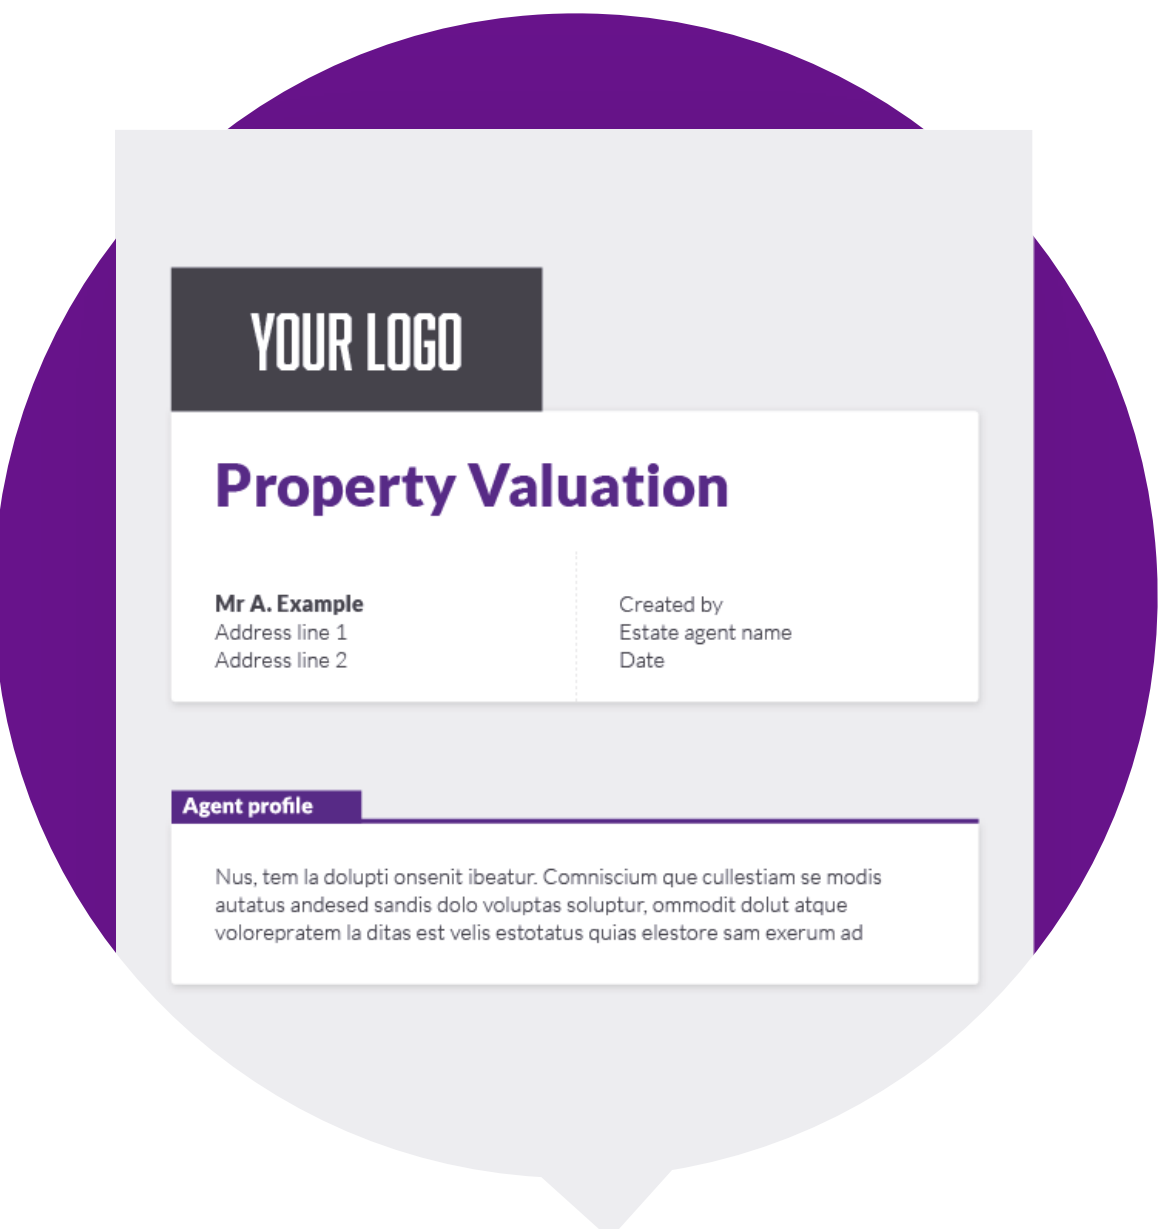 YOUR LOGO
Property Valuation
Mr A. Example
Address line 1
Address line 2
Created by
Estate agent name
Date
Agent profile
Nus, tem la dolupti onsenit ibeatur. Comniscium que cullestiam se modis
autatus andesed sandis dolo voluptas soluptur, ommodit dolut atque
volorepratem la ditas est velis estotatus quias elestore sam exerum ad